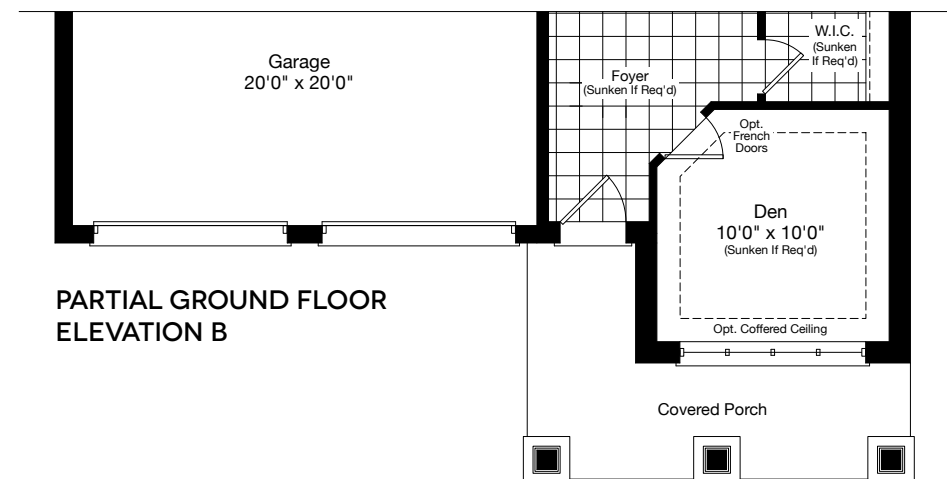 Garage
20'0" x 20'0"
Foyer
(Sunken If Req'd)
W.I.C.
(Sunken
If Req'd)
Opt.
French
Doors
Den
10'0" x 10'0"
(Sunken If Req'd)
Opt. Coffered Ceiling
PARTIAL GROUND FLOOR
ELEVATION B
Covered Porch